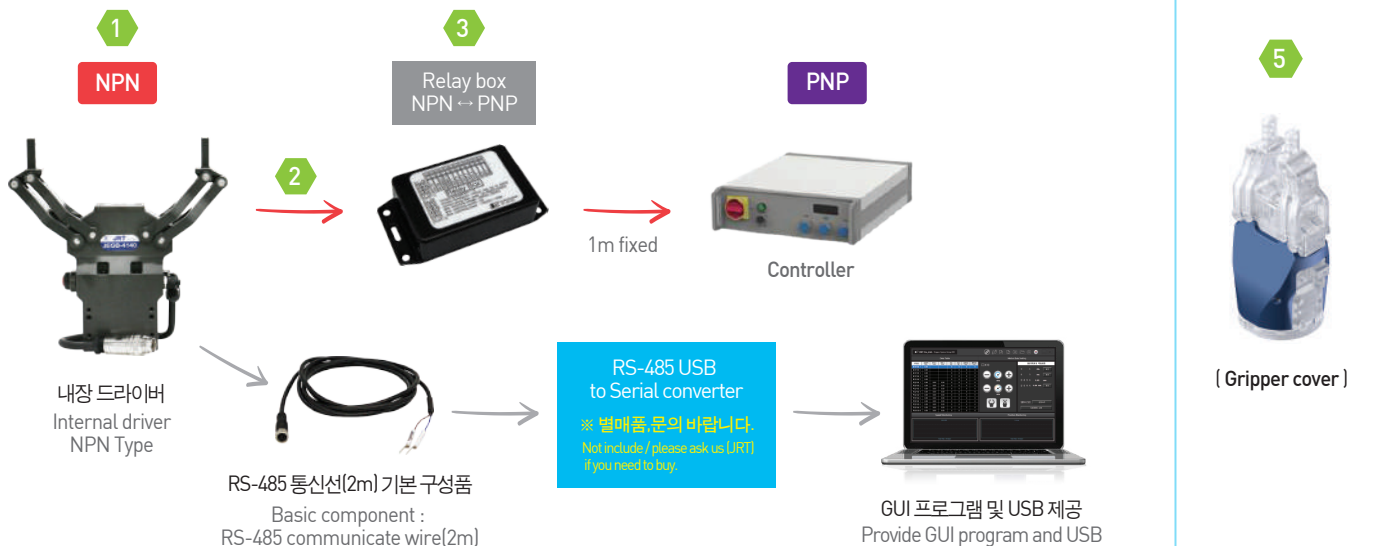 1
NPN
3
Relay box
NPN ↔ PNP
PNP
5
2
JRT
JEGB-4140
1m fixed
Controller
( Gripper cover )
내장 드라이버
Internal driver
NPN Type
RS-485 통신선(2m) 기본 구성품
Basic component :
RS-485 communicate wire(2m)
RS-485 USB
to Serial converter
※ 별매품,문의 바랍니다.
Not include / please ask us (JRT)
if you need to buy.
GUI 프로그램 및 USB 제공
Provide GUI program and USB